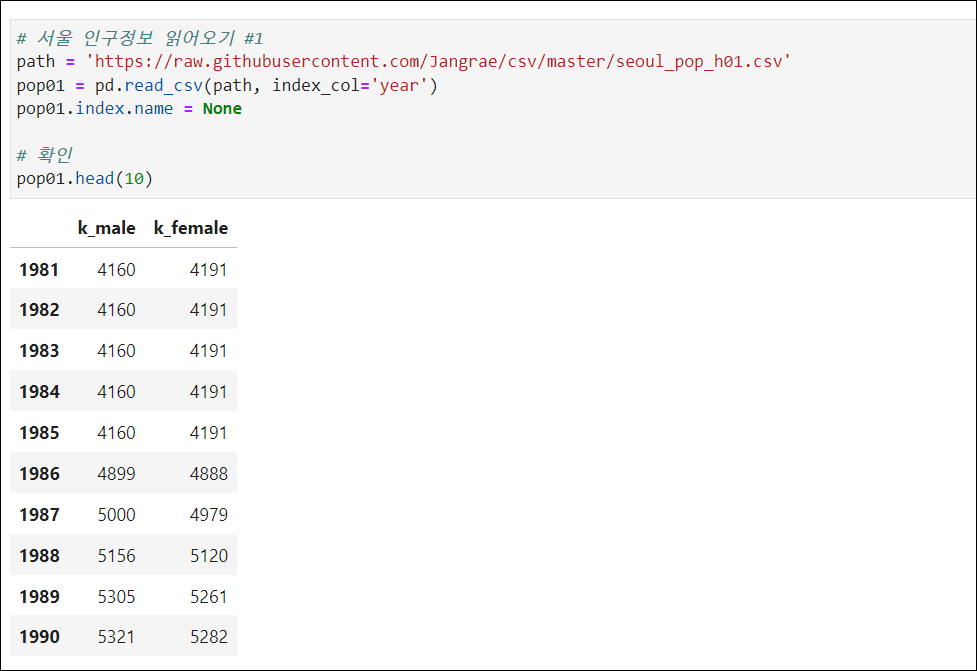 # 서울 인구정보 읽어오기 #1
path = 'https://raw.githubusercontent.com/Jangrae/csv/master/seoul_pop_h01.csv'
pop01 = pd.read_csv(path, index_col='year')
pop01.index.name = None
# 확인
pop01.head(10)
k_male k_female
1981 4160 4191
1982 4160 4191
1983 4160 4191
1984 4160 4191
1985 4160 4191
1986 4899 4888
1987 5000 4979
1988 5156 5120
1989 5305 5261
1990 5321 5282